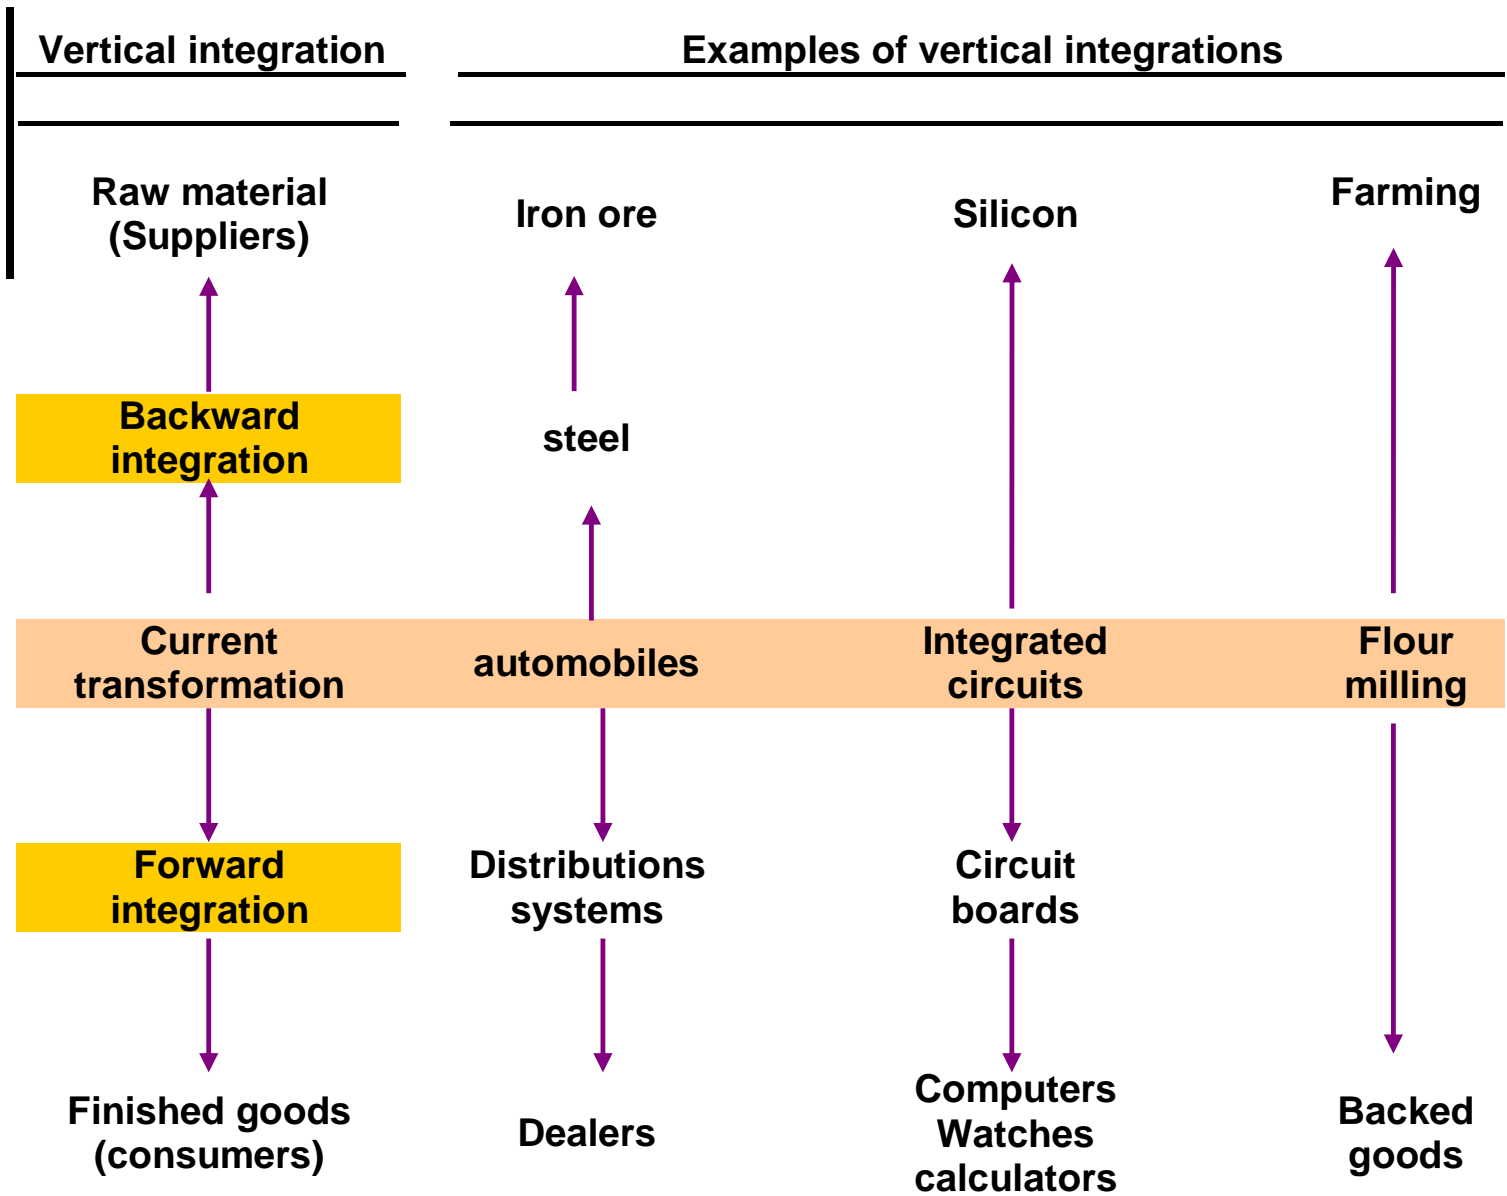 Vertical integration
Examples of vertical integrations
Raw material
(Suppliers)
Iron ore
Silicon
Farming
Backward
integration
steel
Current
transformation
automobiles
Integrated
circuits
Flour
milling
Forward
integration
Distributions
systems
Circuit
boards
Finished goods
(consumers)
Dealers
Computers
Watches
calculators
Backed
goods